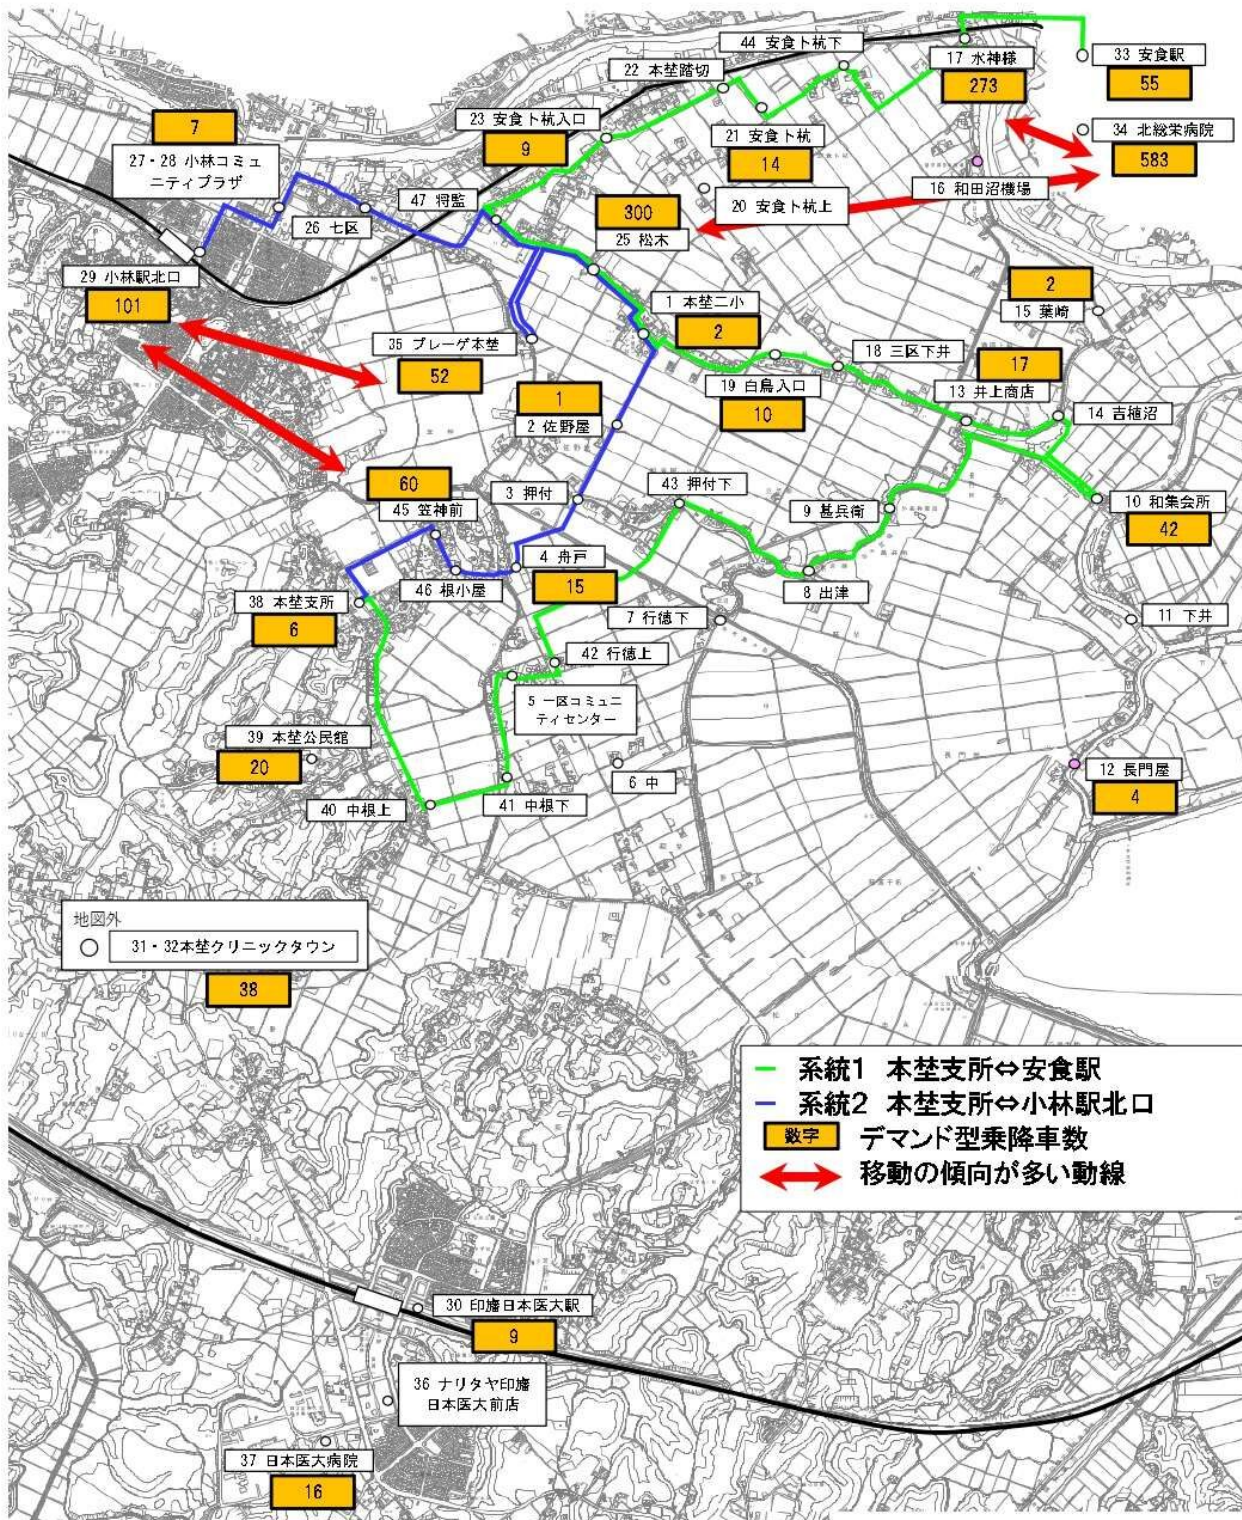 44 安食卜杭下
17 水神様
273
33 安食駅
55
22 本埜踏切
23 安食卜杭入口
9
21 安食卜杭
14
34 北総栄病院
583
7
27・28 小林コミュ
ニティプラザ
26 七区
47 将監
300
25 松木
20 安食卜杭上
16 和田沼機場
29 小林駅北口
101
35 プレーゲ本埜
52
1 本埜二小
2
2
15 葉崎
18 三区下井
17
13 井上商店
14 吉植沼
1
2 佐野屋
19 白鳥入口
10
60
45 笠神前
3 押付
43 押付下
9 甚兵衛
10 和集会所
42
4 舟戸
15
46 根小屋
38 本埜支所
6
8 出津
7 行徳下
11 下井
42 行徳上
5 一区コミュニ
ティセンター
39 本埜公民館
20
40 中根上
41 中根下
6 中
12 長門屋
4
地図外
31・32本埜クリニックタウン
38
系統1 本埜支所⇔安食駅
系統2 本埜支所⇔小林駅北口
数字 デマンド型乗降車数
移動の傾向が多い動線
30 印旛日本医大駅
9
36 ナリタヤ印旛
日本医大前店
37 日本医大病院
16